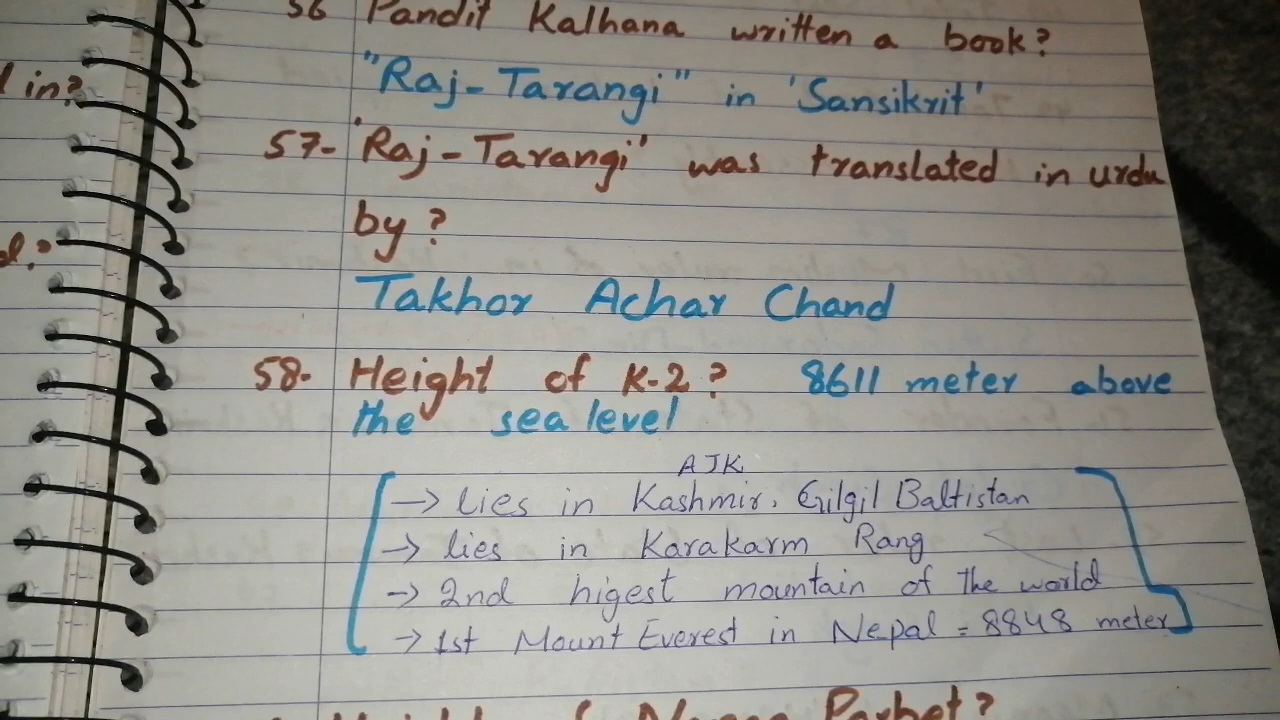 56 Pandit Kalhana written a book?
"Raj-Tarangi" in 'Sansikrit'
in?
57- 'Raj-Tarangi' was translated in urdu
by?
Takhor Achar Chand
58- Height of K-2? 8611 meter above
the sea level
AJK
→ lies in Kashmir, Gilgil Baltistan
→ lies in Karakarm Rang
→ 2nd higest mountain of the world
→ 1st Mount Everest in Nepal = 8848 meter
Parbet?